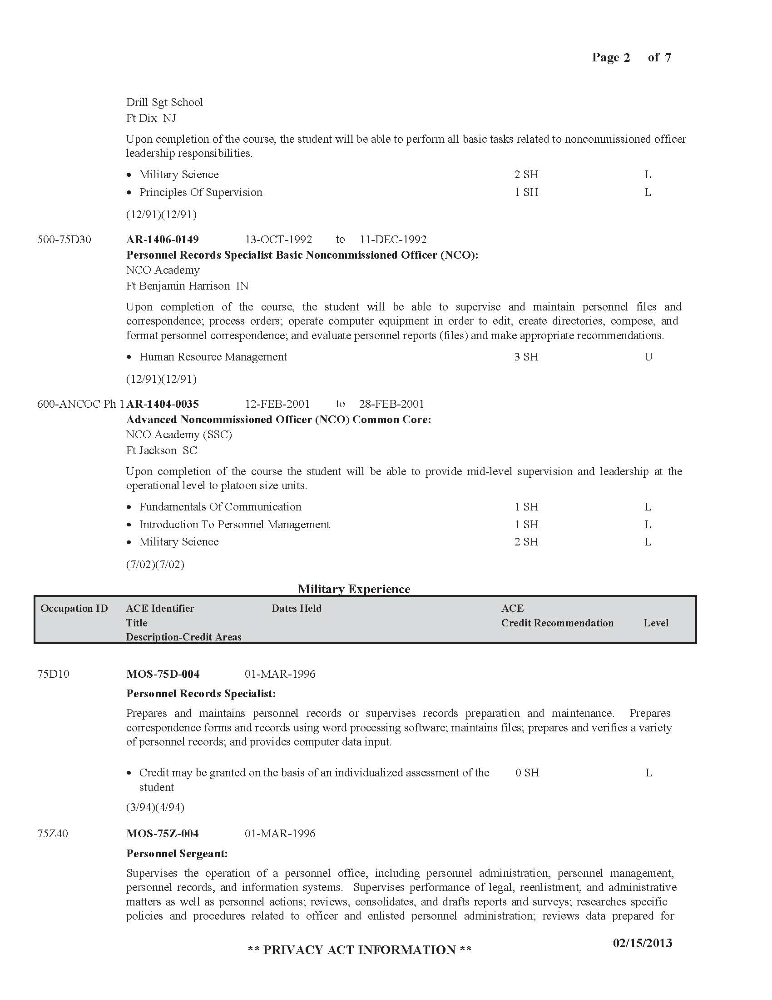 Page 2 of 7
Drill Sgt School
Ft Dix NJ
Upon completion of the course, the student will be able to perform all basic tasks related to noncommissioned officer
leadership responsibilities.
• Military Science 2 SH L
• Principles Of Supervision 1 SH L
(12/91)(12/91)
500-75D30 AR-1406-0149 13-OCT-1992 to 11-DEC-1992
Personnel Records Specialist Basic Noncommissioned Officer (NCO):
NCO Academy
Ft Benjamin Harrison IN
Upon completion of the course, the student will be able to supervise and maintain personnel files and
correspondence; process orders; operate computer equipment in order to edit, create directories, compose, and
format personnel correspondence; and evaluate personnel reports (files) and make appropriate recommendations.
• Human Resource Management 3 SH U
(12/91)(12/91)
600-ANCOC Ph 1 AR-1404-0035 12-FEB-2001 to 28-FEB-2001
Advanced Noncommissioned Officer (NCO) Common Core:
NCO Academy (SSC)
Ft Jackson SC
Upon completion of the course the student will be able to provide mid-level supervision and leadership at the
operational level to platoon size units.
• Fundamentals Of Communication 1 SH L
• Introduction To Personnel Management 1 SH L
• Military Science 2 SH L
(7/02)(7/02)
Military Experience
Occupation ID ACE Identifier Dates Held ACE
Title Credit Recommendation Level
Description-Credit Areas
75D10 MOS-75D-004 01-MAR-1996
Personnel Records Specialist:
Prepares and maintains personnel records or supervises records preparation and maintenance. Prepares
correspondence forms and records using word processing software; maintains files; prepares and verifies a variety
of personnel records; and provides computer data input.
• Credit may be granted on the basis of an individualized assessment of the 0 SH L
student
(3/94)(4/94)
75Z40 MOS-75Z-004 01-MAR-1996
Personnel Sergeant:
Supervises the operation of a personnel office, including personnel administration, personnel management,
personnel records, and information systems. Supervises performance of legal, reenlistment, and administrative
matters as well as personnel actions; reviews, consolidates, and drafts reports and surveys; researches specific
policies and procedures related to officer and enlisted personnel administration; reviews data prepared for
02/15/2013
** PRIVACY ACT INFORMATION **